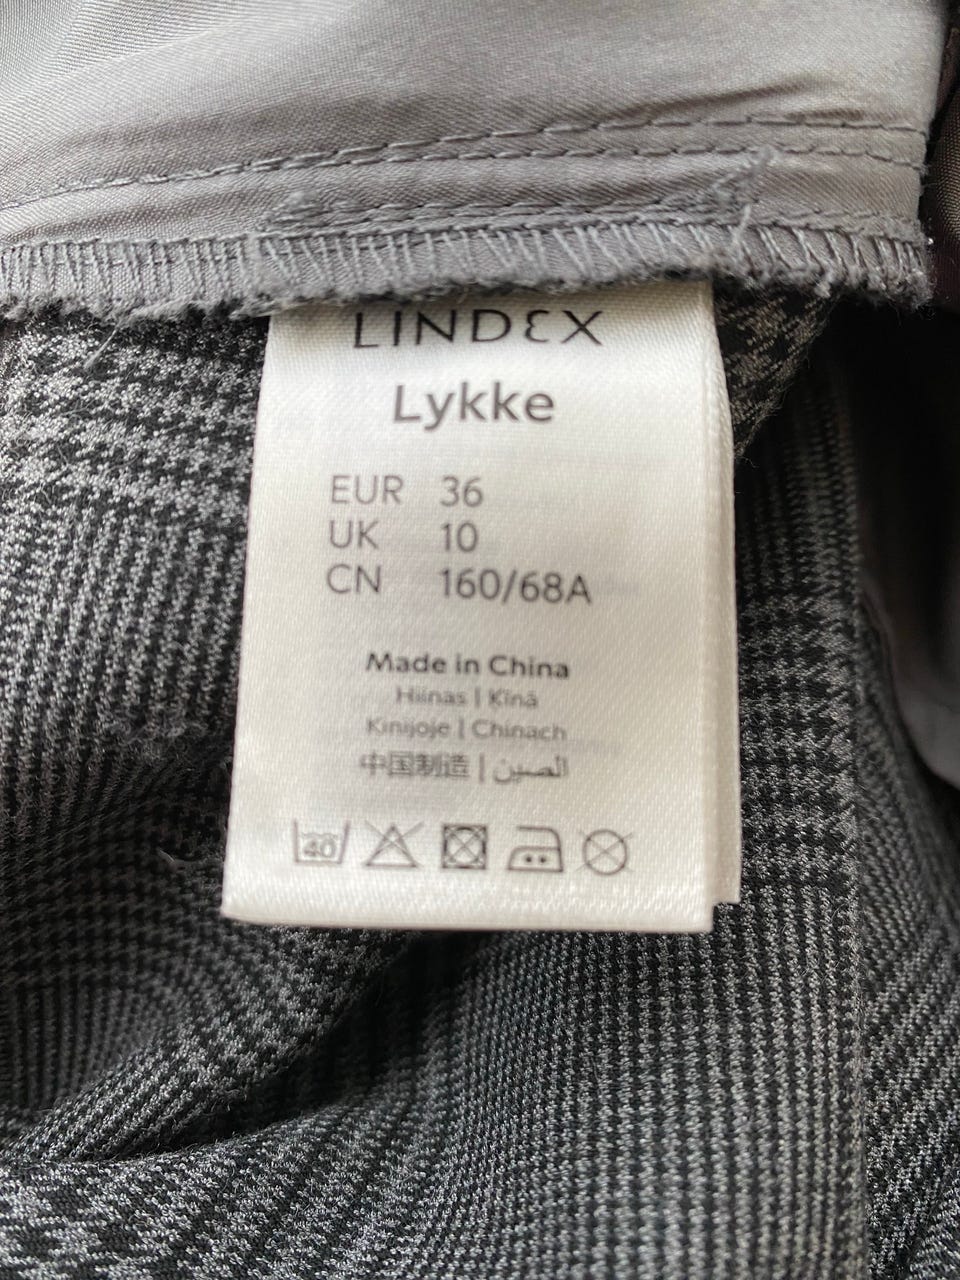 LINDEX
Lykke
EUR 36
UK 10
CN 160/68A
Made in China
Hiinas | Ķīnā
Kinijoje | Chinach
中国制造 | الصين
40